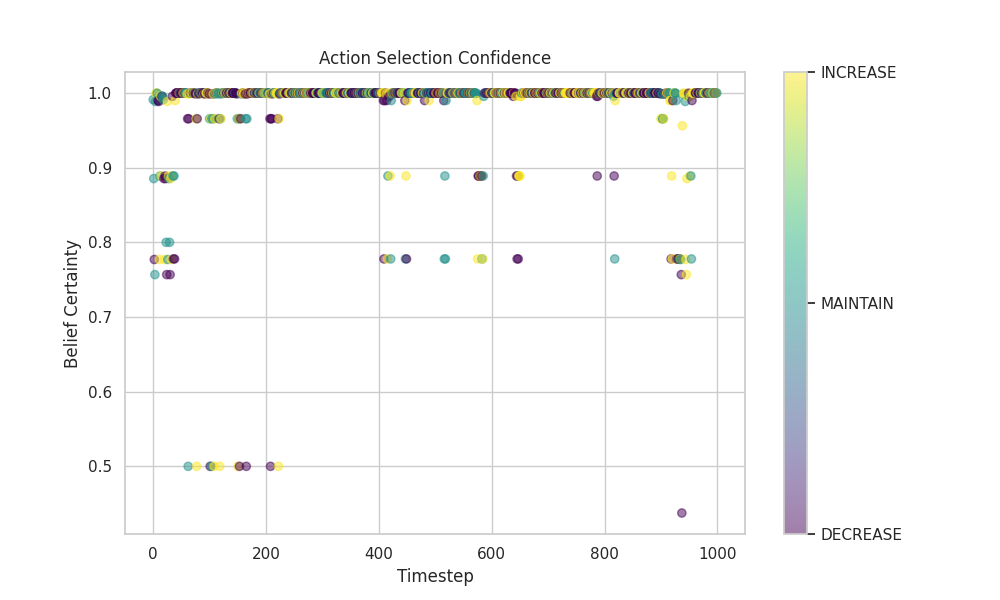 Action Selection Confidence
INCREASE
MAINTAIN
DECREASE
Belief Certainty
1.0
0.9
0.8
0.7
0.6
0.5
0
200
400
600
800
1000
Timestep